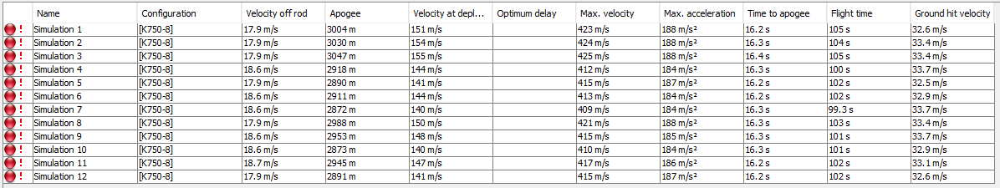 Name Configuration Velocity off rod Apogee Velocity at depl... Optimum delay Max. velocity Max. acceleration Time to apogee Flight time Ground hit velocity
! Simulation 1 [K750-8] 17.9 m/s 3004 m 151 m/s 423 m/s 188 m/s² 16.2 s 105 s 32.6 m/s
! Simulation 2 [K750-8] 17.9 m/s 3030 m 154 m/s 424 m/s 188 m/s² 16.3 s 104 s 33.4 m/s
! Simulation 3 [K750-8] 17.9 m/s 3047 m 155 m/s 425 m/s 188 m/s² 16.4 s 105 s 33.4 m/s
! Simulation 4 [K750-8] 18.6 m/s 2918 m 144 m/s 412 m/s 184 m/s² 16.3 s 100 s 33.7 m/s
! Simulation 5 [K750-8] 17.9 m/s 2890 m 141 m/s 415 m/s 187 m/s² 16.2 s 102 s 32.5 m/s
! Simulation 6 [K750-8] 18.6 m/s 2911 m 144 m/s 413 m/s 184 m/s² 16.2 s 102 s 32.9 m/s
! Simulation 7 [K750-8] 18.6 m/s 2872 m 140 m/s 409 m/s 184 m/s² 16.3 s 99.3 s 33.7 m/s
! Simulation 8 [K750-8] 17.9 m/s 2988 m 150 m/s 421 m/s 188 m/s² 16.3 s 103 s 33.4 m/s
! Simulation 9 [K750-8] 18.6 m/s 2953 m 148 m/s 415 m/s 185 m/s² 16.3 s 101 s 33.7 m/s
! Simulation 10 [K750-8] 18.6 m/s 2873 m 140 m/s 410 m/s 184 m/s² 16.3 s 101 s 32.9 m/s
! Simulation 11 [K750-8] 18.7 m/s 2945 m 147 m/s 417 m/s 186 m/s² 16.2 s 102 s 33.1 m/s
! Simulation 12 [K750-8] 17.9 m/s 2891 m 141 m/s 415 m/s 187 m/s² 16.2 s 102 s 32.6 m/s